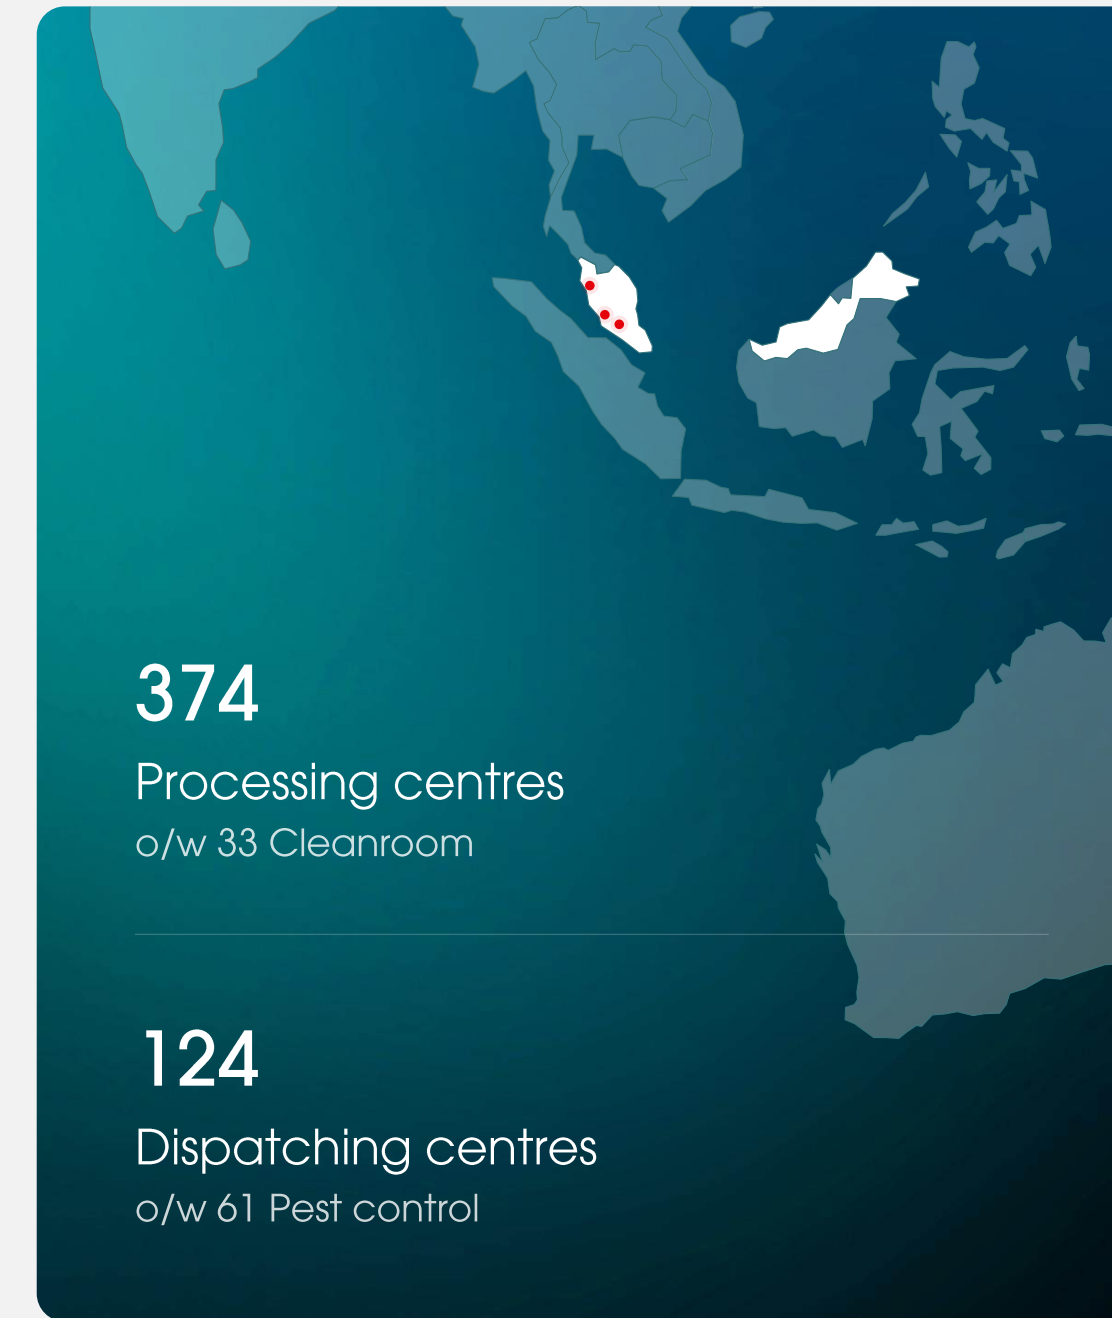 374
Processing centres
o/w 33 Cleanroom
124
Dispatching centres
o/w 61 Pest control